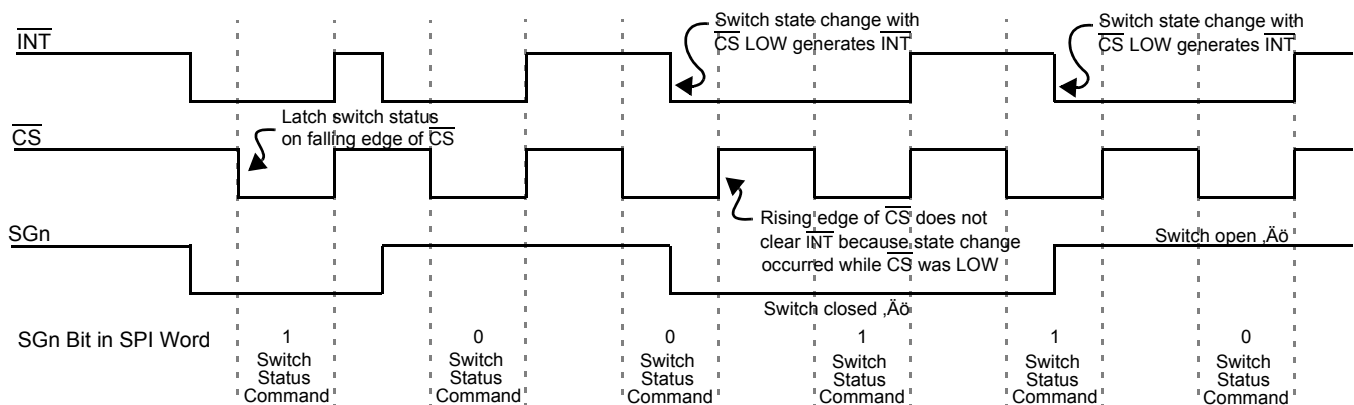 Switch state change with
CS LOW generates INT
Switch state change with
CS LOW generates INT
INT
Latch switch status
on falling edge of CS
CS
Rising edge of CS does not
clear INT because state change
occurred while CS was LOW
SGn
Switch open ‚Äö
Switch closed ‚Äö
SGn Bit in SPI Word
1
Switch
Status
Command
0
Switch
Status
Command
0
Switch
Status
Command
1
Switch
Status
Command
1
Switch
Status
Command
0
Switch
Status
Command